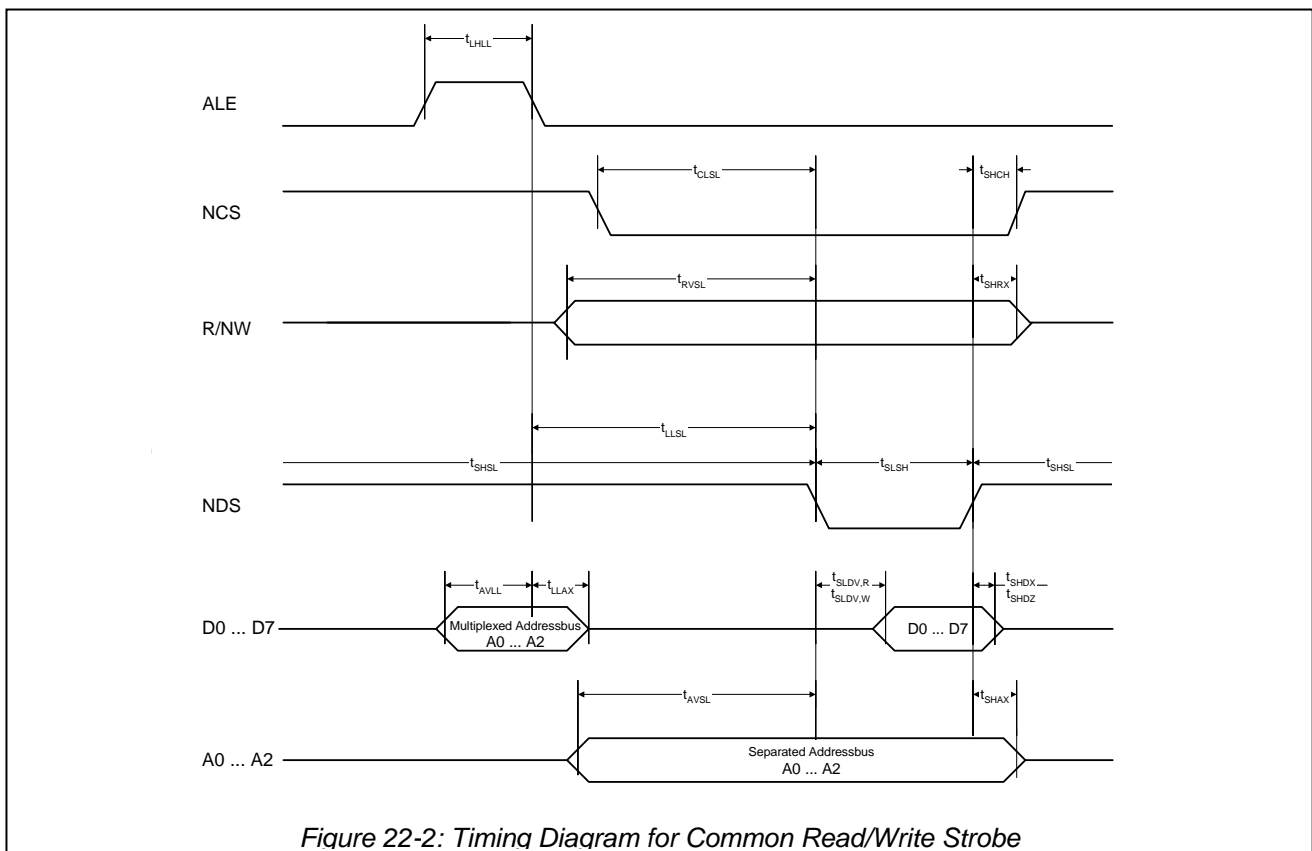 tLHLL
ALE
tCLSL
tSHCH
NCS
tRVSL
tSHRX
R/NW
tLLSL
tSHSL
tSLSH
tSHSL
NDS
tAVLL
tLLAX
tSLDV,R
tSLDV,W
tSHDX
tSHDZ
D0 ... D7
Multiplexed Addressbus
A0 ... A2
D0 ... D7
tAVSL
tSHAX
A0 ... A2
Separated Addressbus
A0 ... A2
Figure 22-2: Timing Diagram for Common Read/Write Strobe